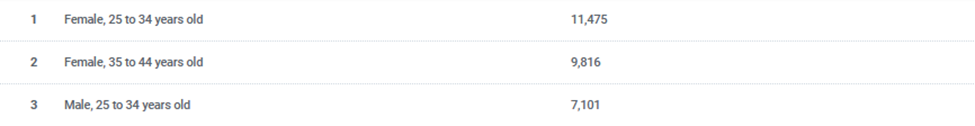 1 Female, 25 to 34 years old 11,475
2 Female, 35 to 44 years old 9,816
3 Male, 25 to 34 years old 7,101